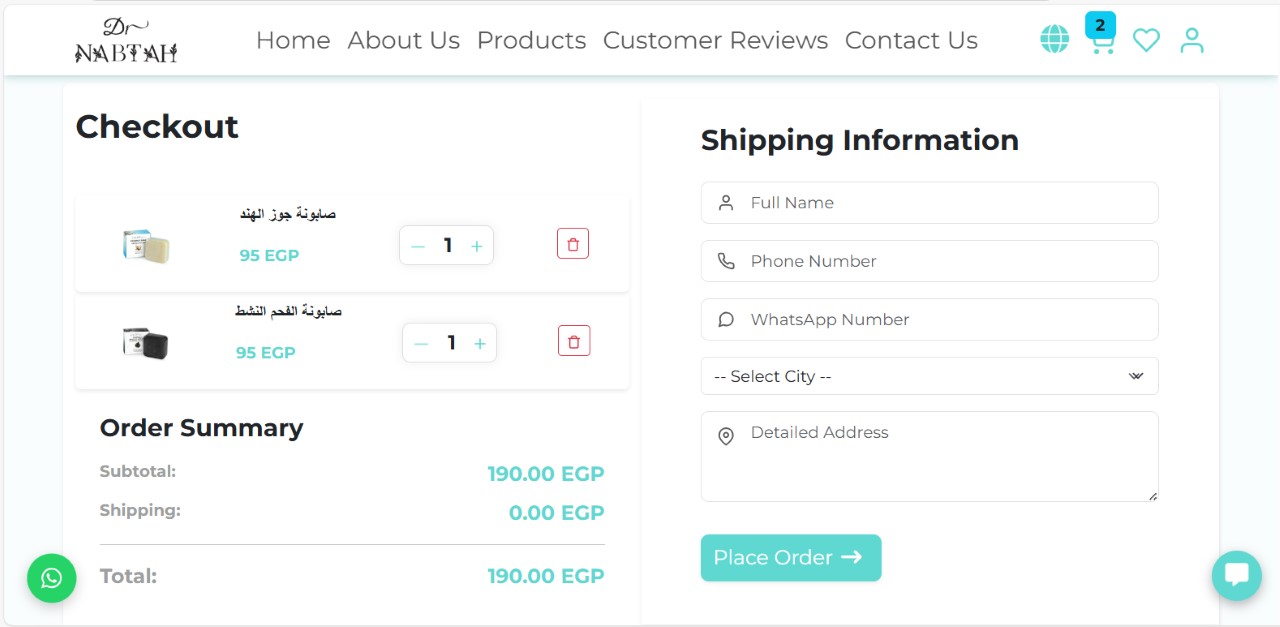 Dr
NABTAH
Home About Us Products Customer Reviews Contact Us
2
Checkout
صابونة جوز الهند
95 EGP
1
صابونة الفحم النشط
95 EGP
1
Order Summary
Subtotal: 190.00 EGP
Shipping: 0.00 EGP
Total: 190.00 EGP
Shipping Information
Full Name
Phone Number
WhatsApp Number
-- Select City --
Detailed Address
Place Order →